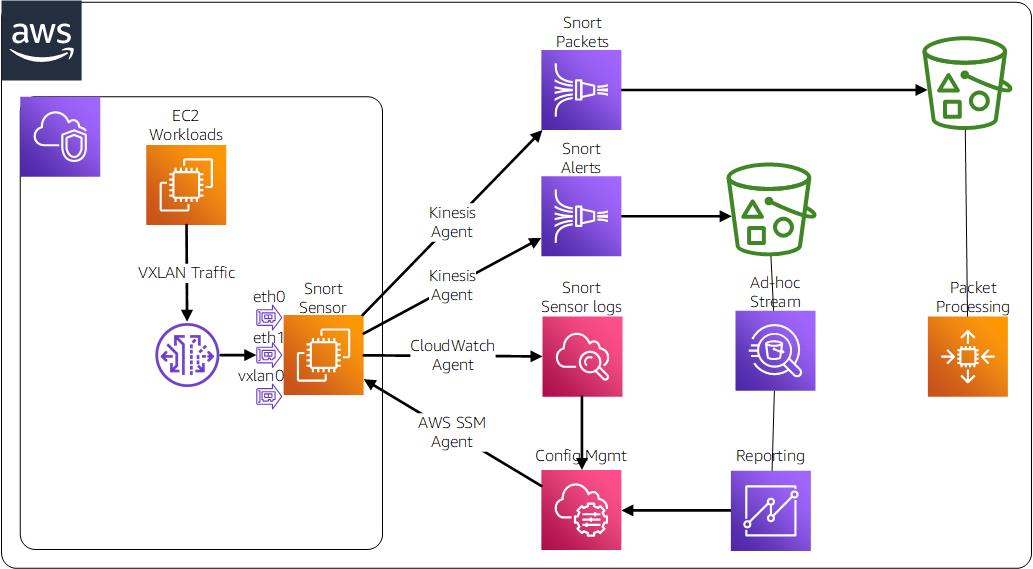 aws
EC2
Workloads
VXLAN Traffic
eth0
eth1
vxlan0
Snort
Sensor
Kinesis
Agent
Kinesis
Agent
CloudWatch
Agent
AWS SSM
Agent
Snort
Packets
Snort
Alerts
Snort
Sensor logs
Config Mgmt
Ad-hoc
Stream
Reporting
Packet
Processing